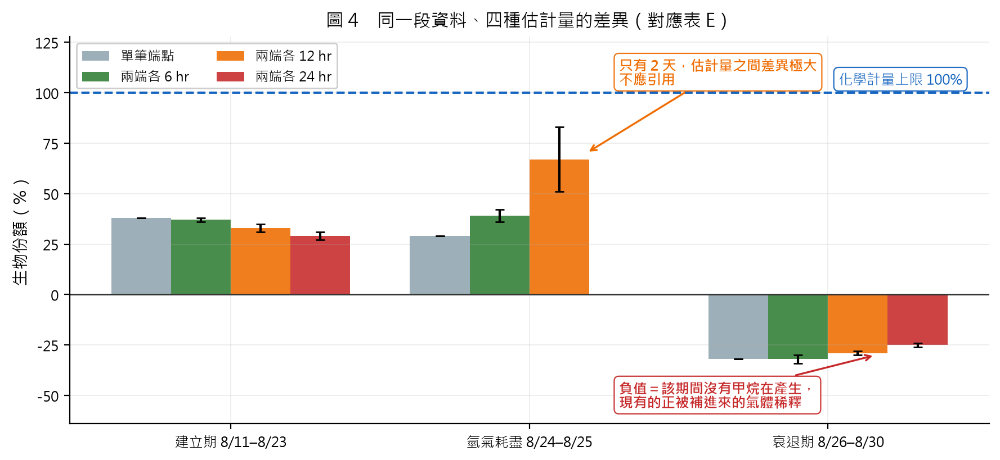 圖 4　同一段資料、四種估計量的差異（對應表 E）
生物份額（%）
125
100
75
50
25
0
-25
-50
單筆端點
兩端各 6 hr
兩端各 12 hr
兩端各 24 hr
只有 2 天，估計量之間差異極大
不應引用
化學計量上限 100%
負值 = 該期間沒有甲烷在產生，
現有的正被補進來的氣體稀釋
建立期 8/11–8/23
氫氣耗盡 8/24–8/25
衰退期 8/26–8/30